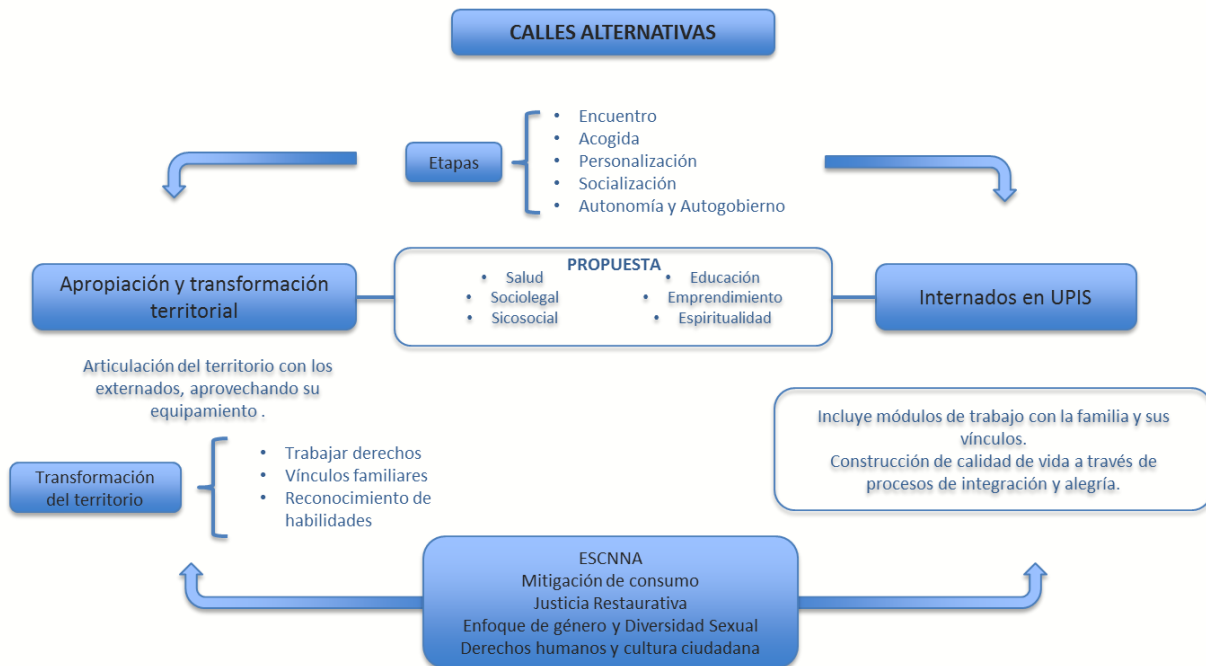 CALLES ALTERNATIVAS
Etapas
• Encuentro
• Acogida
• Personalización
• Socialización
• Autonomía y Autogobierno
Apropiación y transformación
territorial
PROPUESTA
• Salud
• Sociolegal
• Sicosocial
• Educación
• Emprendimiento
• Espiritualidad
Internados en UPIS
Articulación del territorio con los
externados, aprovechando su
equipamiento .
Transformación
del territorio
• Trabajar derechos
• Vínculos familiares
• Reconocimiento de
habilidades
Incluye módulos de trabajo con la familia y sus
vínculos.
Construcción de calidad de vida a través de
procesos de integración y alegría.
ESCNNA
Mitigación de consumo
Justicia Restaurativa
Enfoque de género y Diversidad Sexual
Derechos humanos y cultura ciudadana